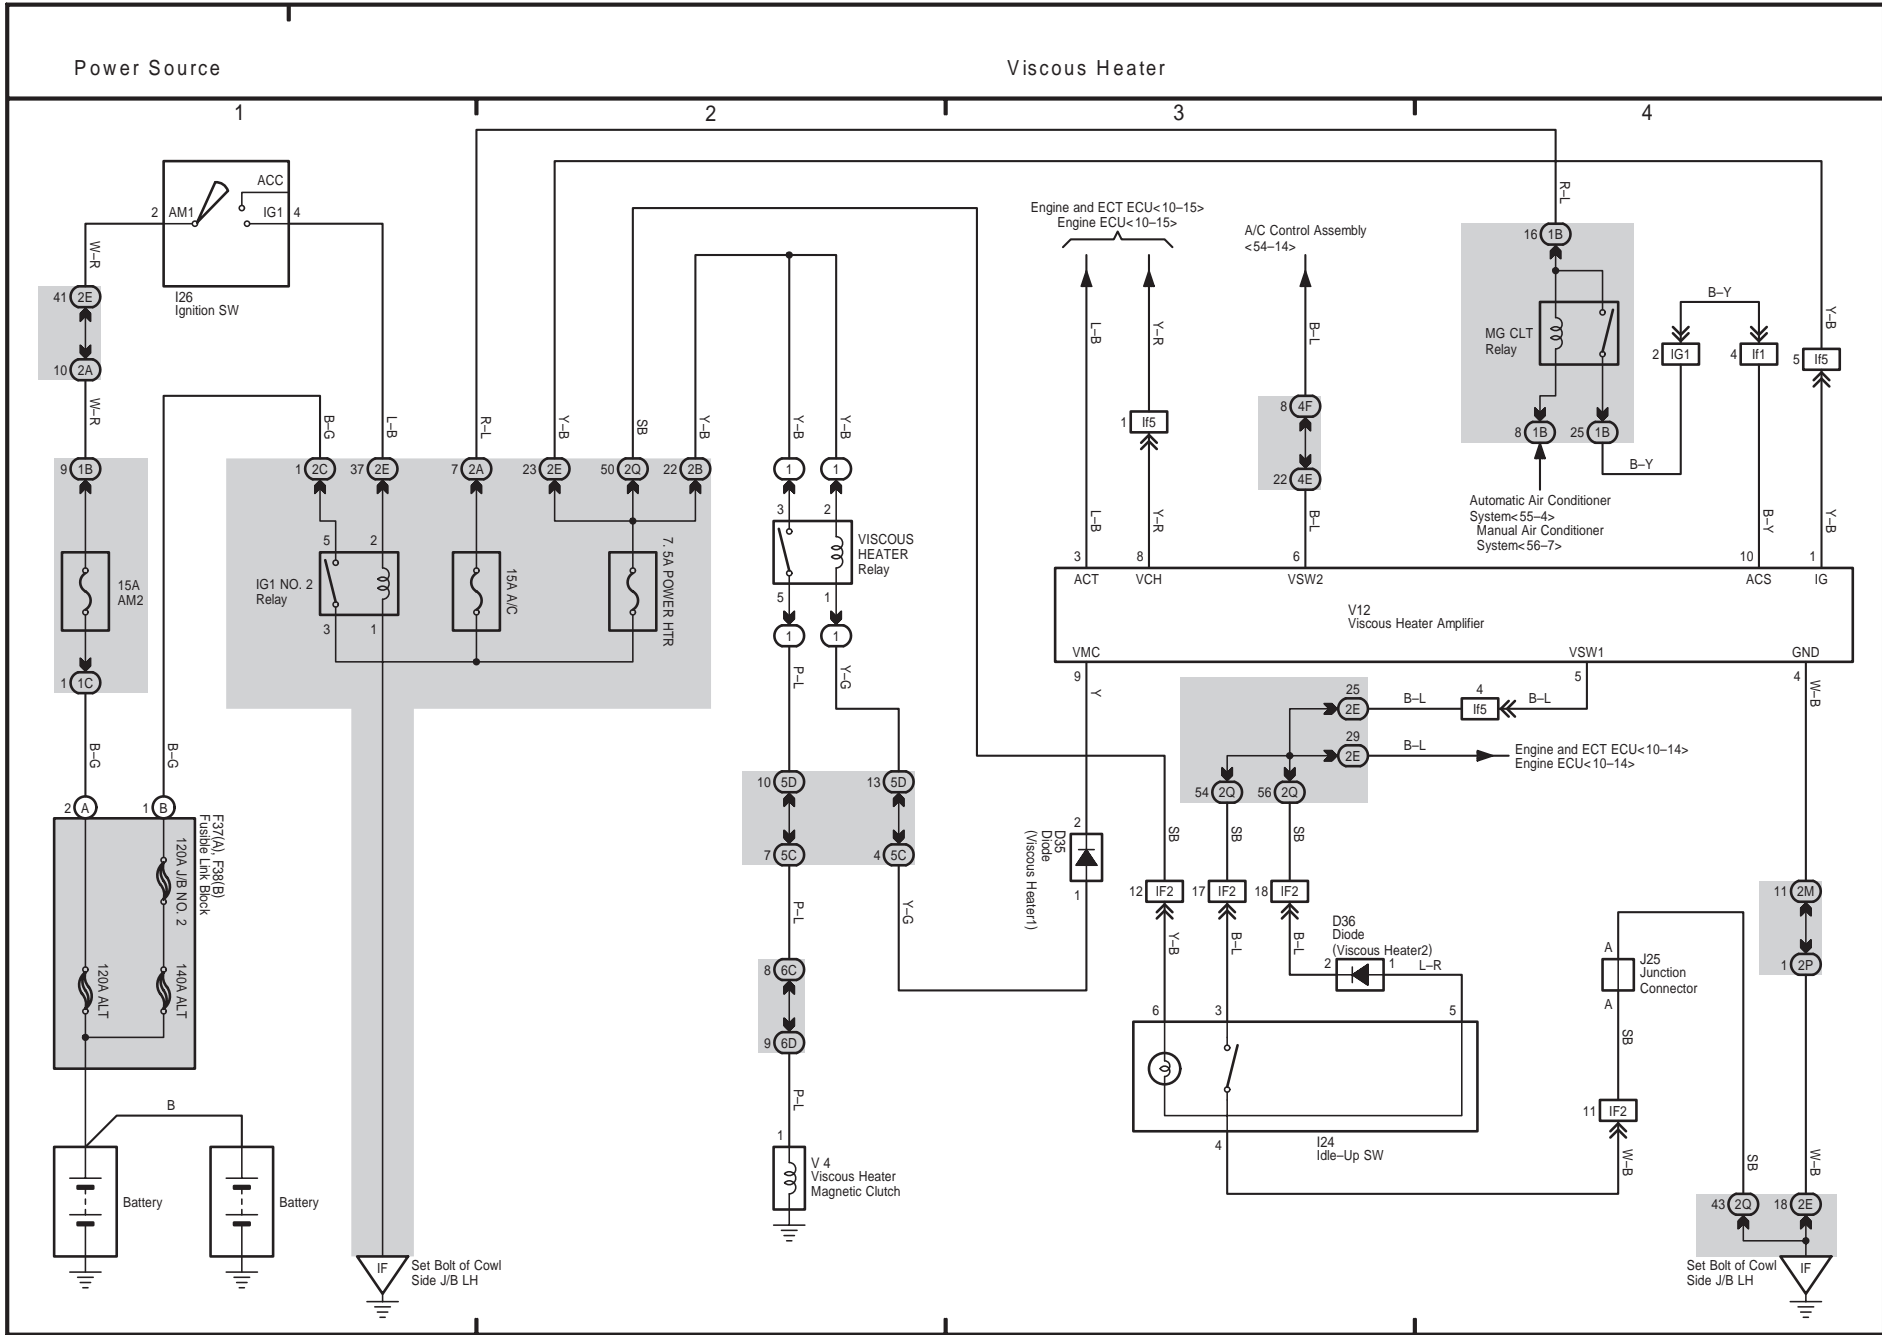 Power Source
Viscous Heater
1
2
3
4
ACC
2
AM1
IG1
4
I26
Ignition SW
W–R
41
2E
10
2A
W–R
9
1B
15A
AM2
1
1C
B–G
B–G
2
A
1
B
F37(A), F38(B)
Fusible Link Block
120A J/B NO. 2
120A ALT
140A ALT
B
Battery
Battery
B–G
L–B
R–L
Y–B
SB
Y–B
1
2C
37
2E
7
2A
23
2E
50
2Q
22
2B
5
2
IG1 NO. 2
Relay
3
1
15A A/C
7. 5A POWER HTR
IF
Set Bolt of Cowl
Side J/B LH
Y–B
Y–B
1
1
3
2
VISCOUS
HEATER
Relay
5
1
1
1
P–L
Y–G
10
5D
13
5D
7
5C
4
5C
P–L
Y–G
8
6C
9
6D
P–L
1
V 4
Viscous Heater
Magnetic Clutch
Engine and ECT ECU<10–15>
Engine ECU<10–15>
A/C Control Assembly
<54–14>
L–B
Y–R
B–L
1
If5
8
4F
22
4E
L–B
Y–R
B–L
R–L
16
1B
MG CLT
Relay
8
1B
25
1B
B–Y
B–Y
2
IG1
4
If1
5
If5
Y–B
Automatic Air Conditioner
System<55–4>
Manual Air Conditioner
System<56–7>
B–Y
Y–B
3
8
6
10
1
ACT
VCH
VSW2
ACS
IG
V12
Viscous Heater Amplifier
VMC
VSW1
GND
9
5
4
Y
W–B
25
2E
B–L
4
If5
B–L
29
2E
B–L
Engine and ECT ECU<10–14>
Engine ECU<10–14>
54
2Q
56
2Q
2
D35
Diode
(Viscous Heater1)
1
SB
SB
SB
12
IF2
17
IF2
18
IF2
Y–B
B–L
B–L
D36
Diode
(Viscous Heater2)
2
1
L–R
6
3
5
4
I24
Idle–Up SW
A
J25
Junction
Connector
A
SB
11
IF2
W–B
11
2M
1
2P
SB
W–B
43
2Q
18
2E
Set Bolt of Cowl
Side J/B LH
IF